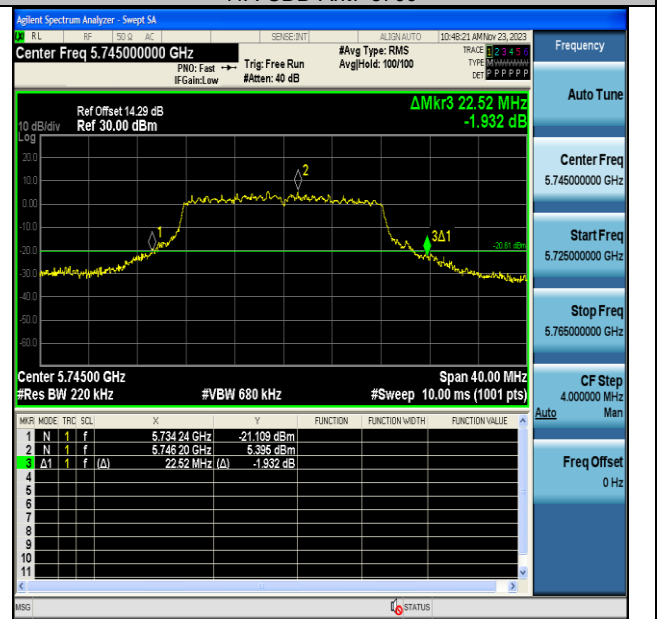 Agilent Spectrum Analyzer - Swept SA
RL RF 50 Ω AC SENSE:INT ALIGN AUTO 10:48:21 AM Nov 23, 2023
Center Freq 5.745000000 GHz #Avg Type: RMS TRACE 1 2 3 4 5 6
PNO: Fast Trig: Free Run Avg|Hold: 100/100 TYPE MWWWWW
IFGain:Low #Atten: 40 dB DET P P P P P P
Frequency
Auto Tune
Center Freq
5.745000000 GHz
Start Freq
5.725000000 GHz
Stop Freq
5.765000000 GHz
CF Step
4.000000 MHz
Auto Man
Freq Offset
0 Hz
ΔMkr3 22.52 MHz
-1.932 dB
Ref Offset 14.29 dB
10 dB/div Ref 30.00 dBm
Log
20.0
10.0
0.00
-10.0
-20.0
-30.0
-40.0
-50.0
-60.0
2
1
3Δ1
-20.61 dBm
Center 5.74500 GHz Span 40.00 MHz
#Res BW 220 kHz #VBW 680 kHz #Sweep 10.00 ms (1001 pts)
MKR MODE TRC SCL X Y FUNCTION FUNCTION WIDTH FUNCTION VALUE
1 N 1 f 5.734 24 GHz -21.109 dBm
2 N 1 f 5.746 20 GHz 5.395 dBm
3 Δ1 1 f (Δ) 22.52 MHz (Δ) -1.932 dB
4
5
6
7
8
9
10
11
MSG STATUS